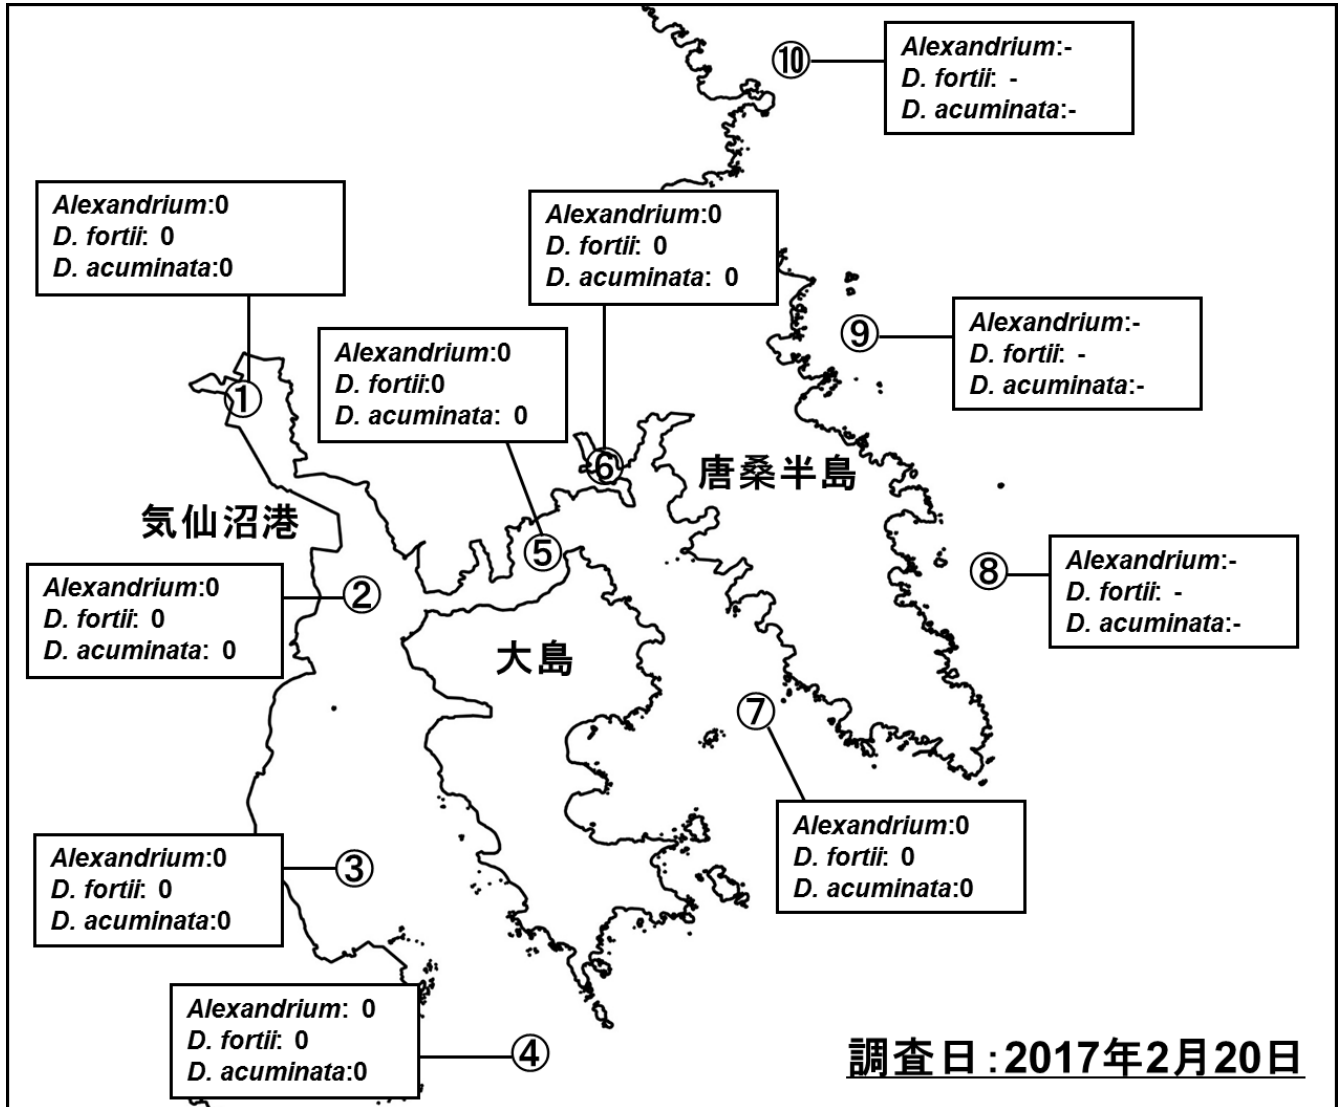 ⑩
Alexandrium:-
D. fortii: -
D. acuminata:-
Alexandrium:0
D. fortii: 0
D. acuminata:0
①
Alexandrium:0
D. fortii: 0
D. acuminata: 0
⑥
Alexandrium:0
D. fortii:0
D. acuminata: 0
⑤
⑨
Alexandrium:-
D. fortii: -
D. acuminata:-
唐桑半島
気仙沼港
Alexandrium:0
D. fortii: 0
D. acuminata: 0
②
⑧
Alexandrium:-
D. fortii: -
D. acuminata:-
大島
⑦
Alexandrium:0
D. fortii: 0
D. acuminata:0
Alexandrium:0
D. fortii: 0
D. acuminata:0
③
Alexandrium: 0
D. fortii: 0
D. acuminata:0
④
調査日:2017年2月20日